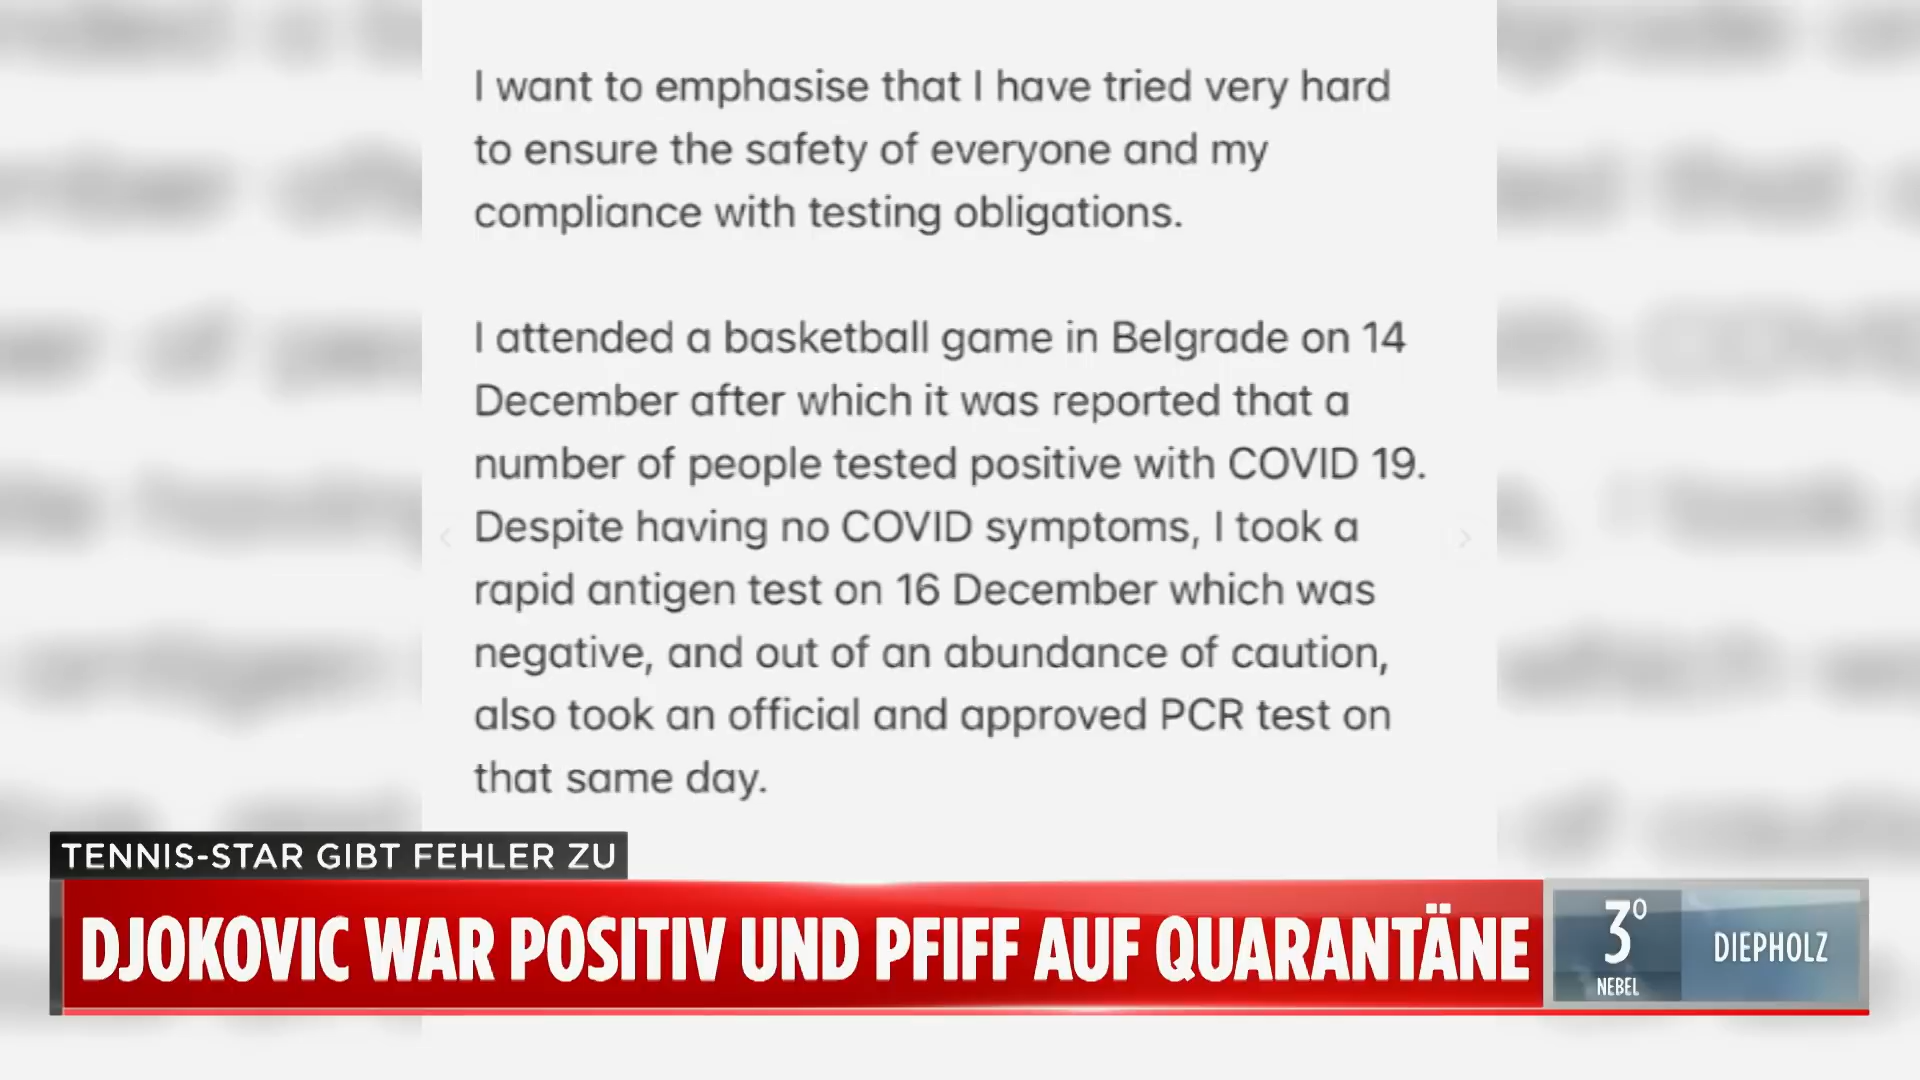 I want to emphasise that I have tried very hard
to ensure the safety of everyone and my
compliance with testing obligations.
I attended a basketball game in Belgrade on 14
December after which it was reported that a
number of people tested positive with COVID 19.
Despite having no COVID symptoms, I took a
rapid antigen test on 16 December which was
negative, and out of an abundance of caution,
also took an official and approved PCR test on
that same day.
TENNIS-STAR GIBT FEHLER ZU
DJOKOVIC WAR POSITIV UND PFIFF AUF QUARANTÄNE
3°
NEBEL
DIEPHOLZ